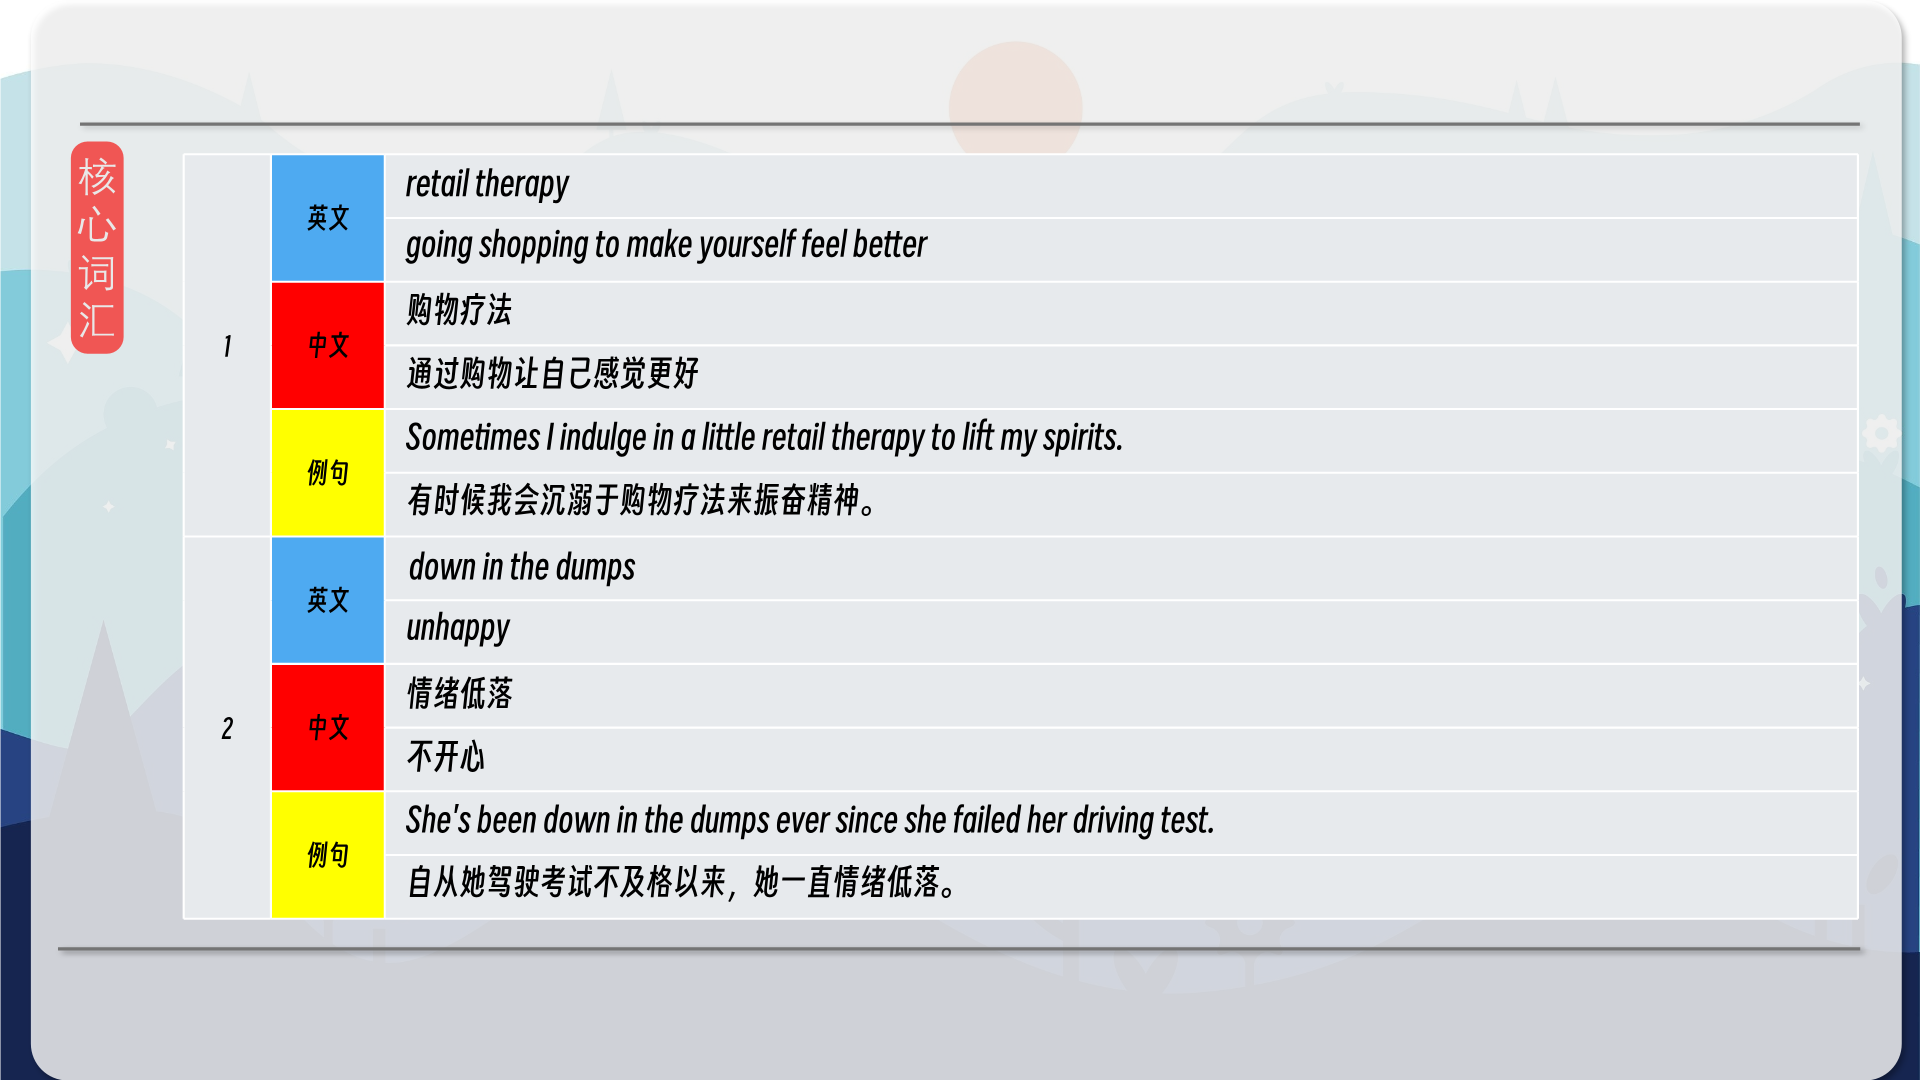 核心词汇
1
英文
retail therapy
going shopping to make yourself feel better
中文
购物疗法
通过购物让自己感觉更好
例句
Sometimes I indulge in a little retail therapy to lift my spirits.
有时候我会沉溺于购物疗法来振奋精神。
2
英文
down in the dumps
unhappy
中文
情绪低落
不开心
例句
She's been down in the dumps ever since she failed her driving test.
自从她驾驶考试不及格以来，她一直情绪低落。